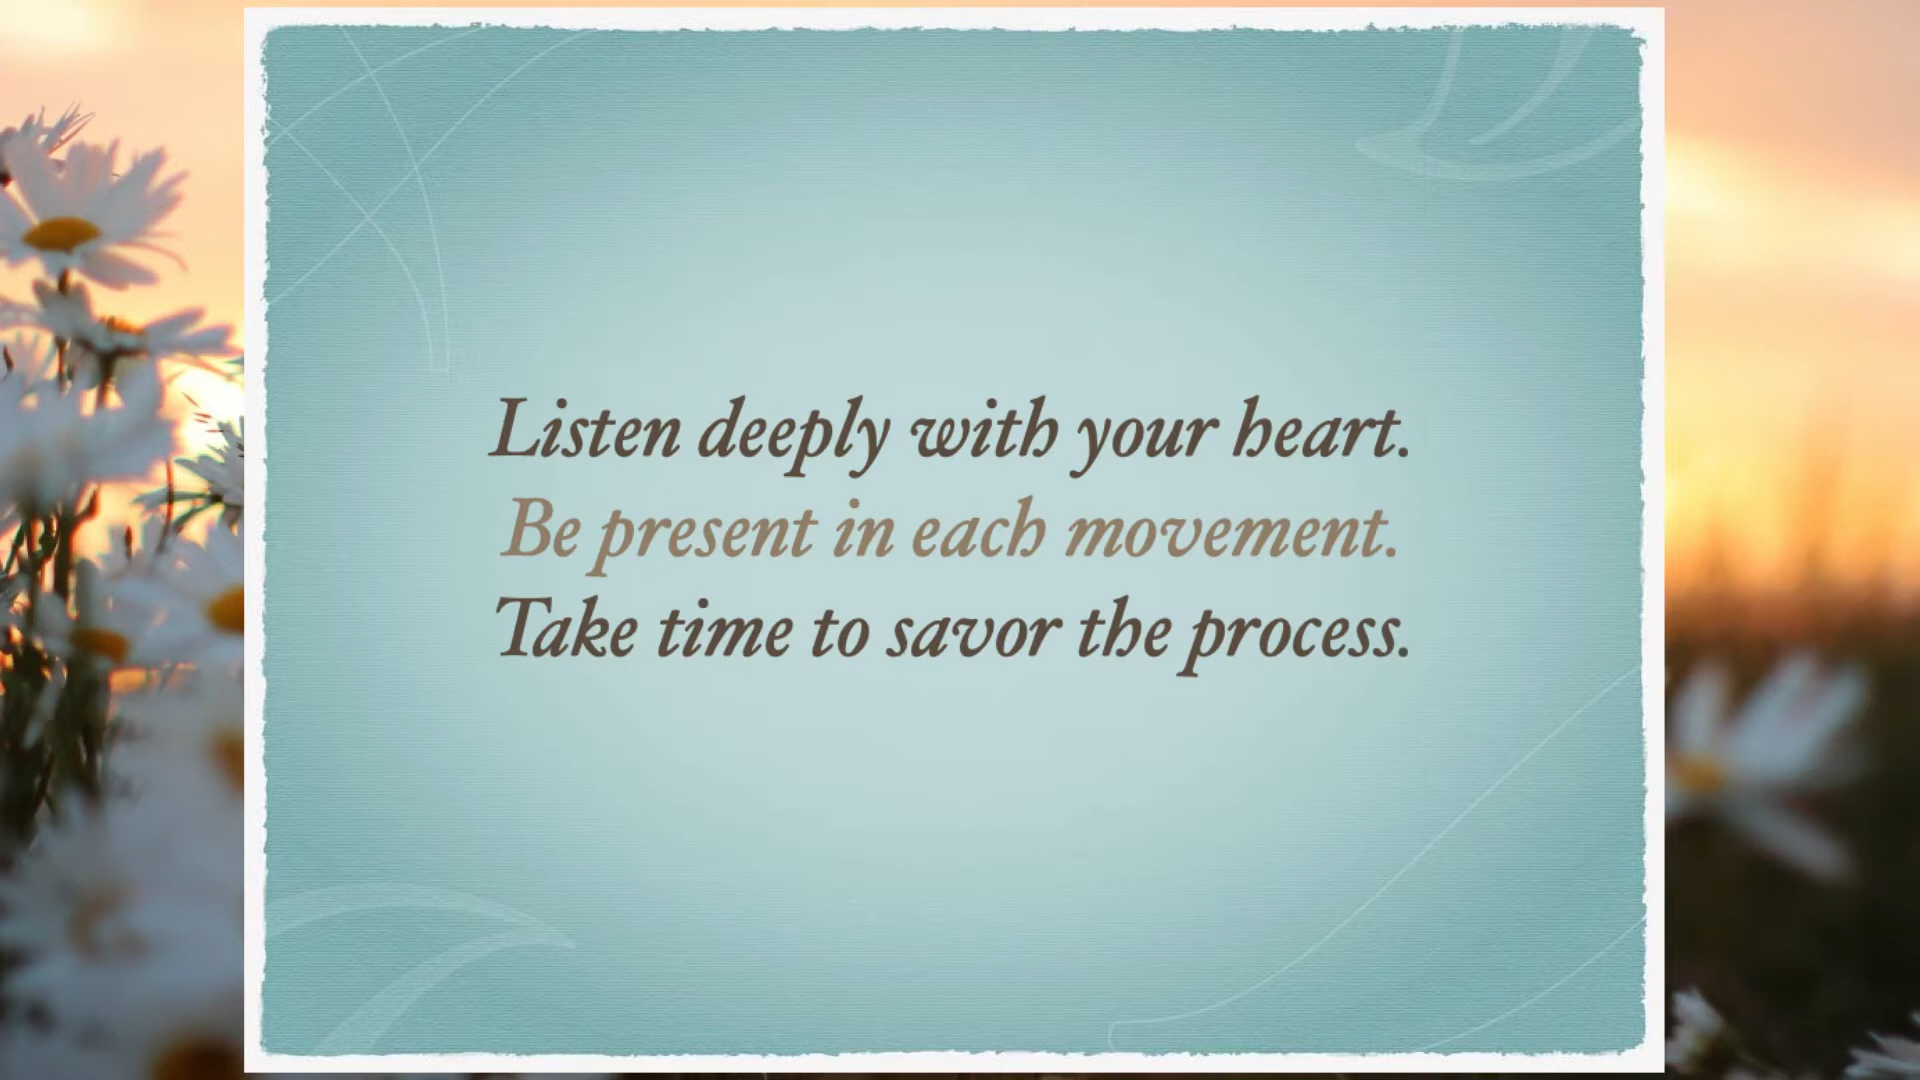 Listen deeply with your heart.
Be present in each movement.
Take time to savor the process.